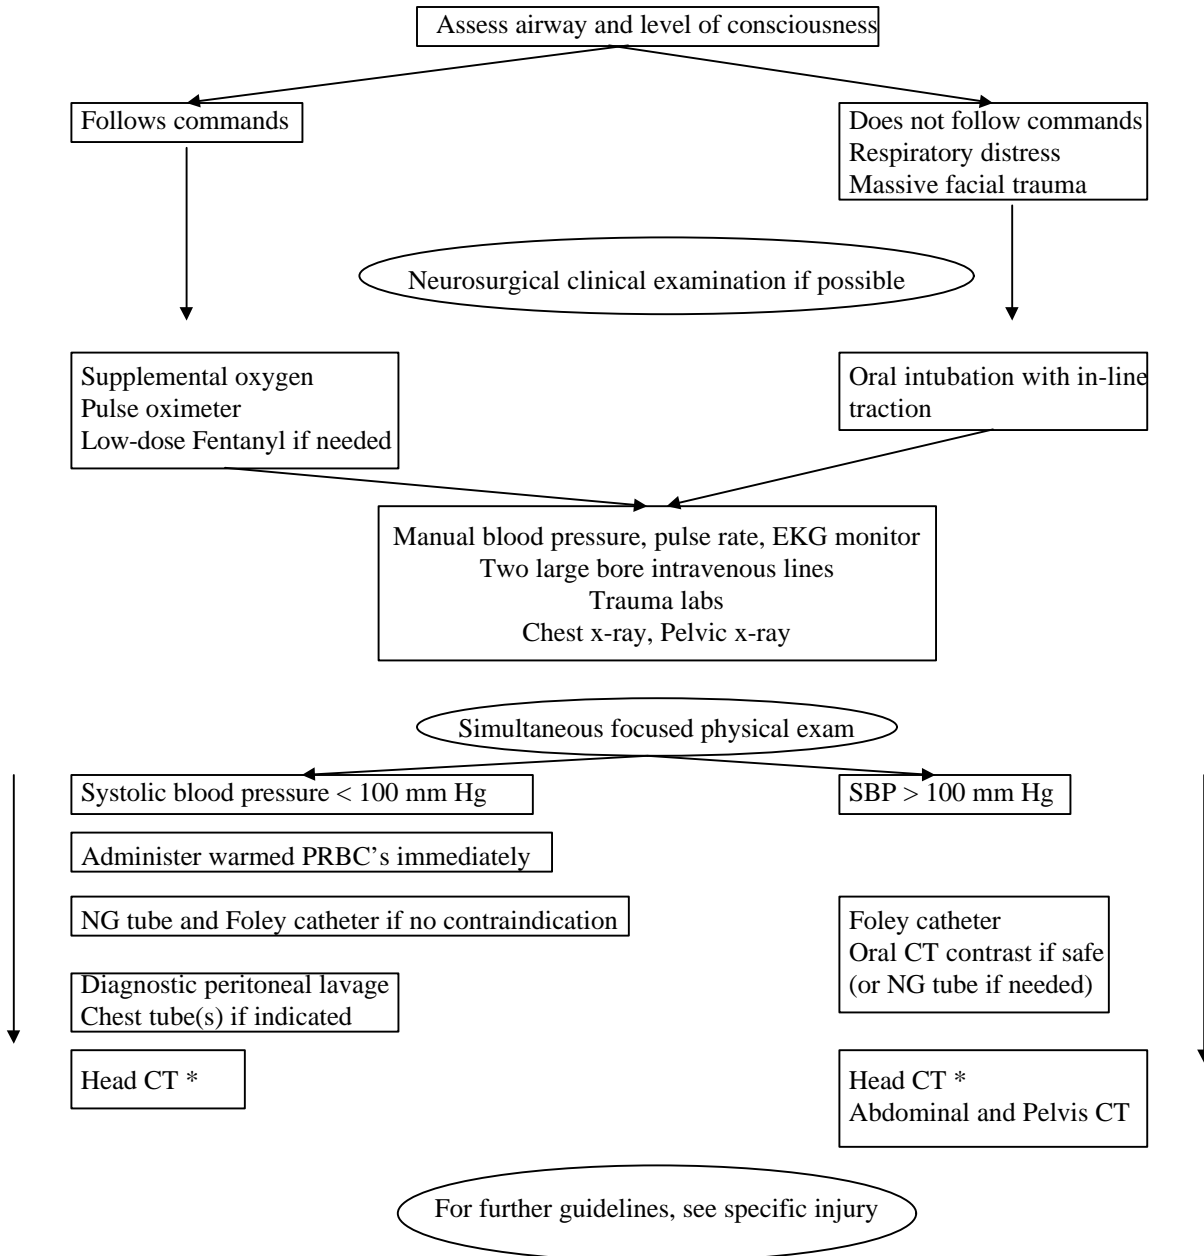 Assess airway and level of consciousness
Follows commands
Does not follow commands
Respiratory distress
Massive facial trauma
Neurosurgical clinical examination if possible
Supplemental oxygen
Pulse oximeter
Low-dose Fentanyl if needed
Oral intubation with in-line
traction
Manual blood pressure, pulse rate, EKG monitor
Two large bore intravenous lines
Trauma labs
Chest x-ray, Pelvic x-ray
Simultaneous focused physical exam
Systolic blood pressure < 100 mm Hg
SBP > 100 mm Hg
Administer warmed PRBC's immediately
NG tube and Foley catheter if no contraindication
Foley catheter
Oral CT contrast if safe
(or NG tube if needed)
Diagnostic peritoneal lavage
Chest tube(s) if indicated
Head CT *
Head CT *
Abdominal and Pelvis CT
For further guidelines, see specific injury